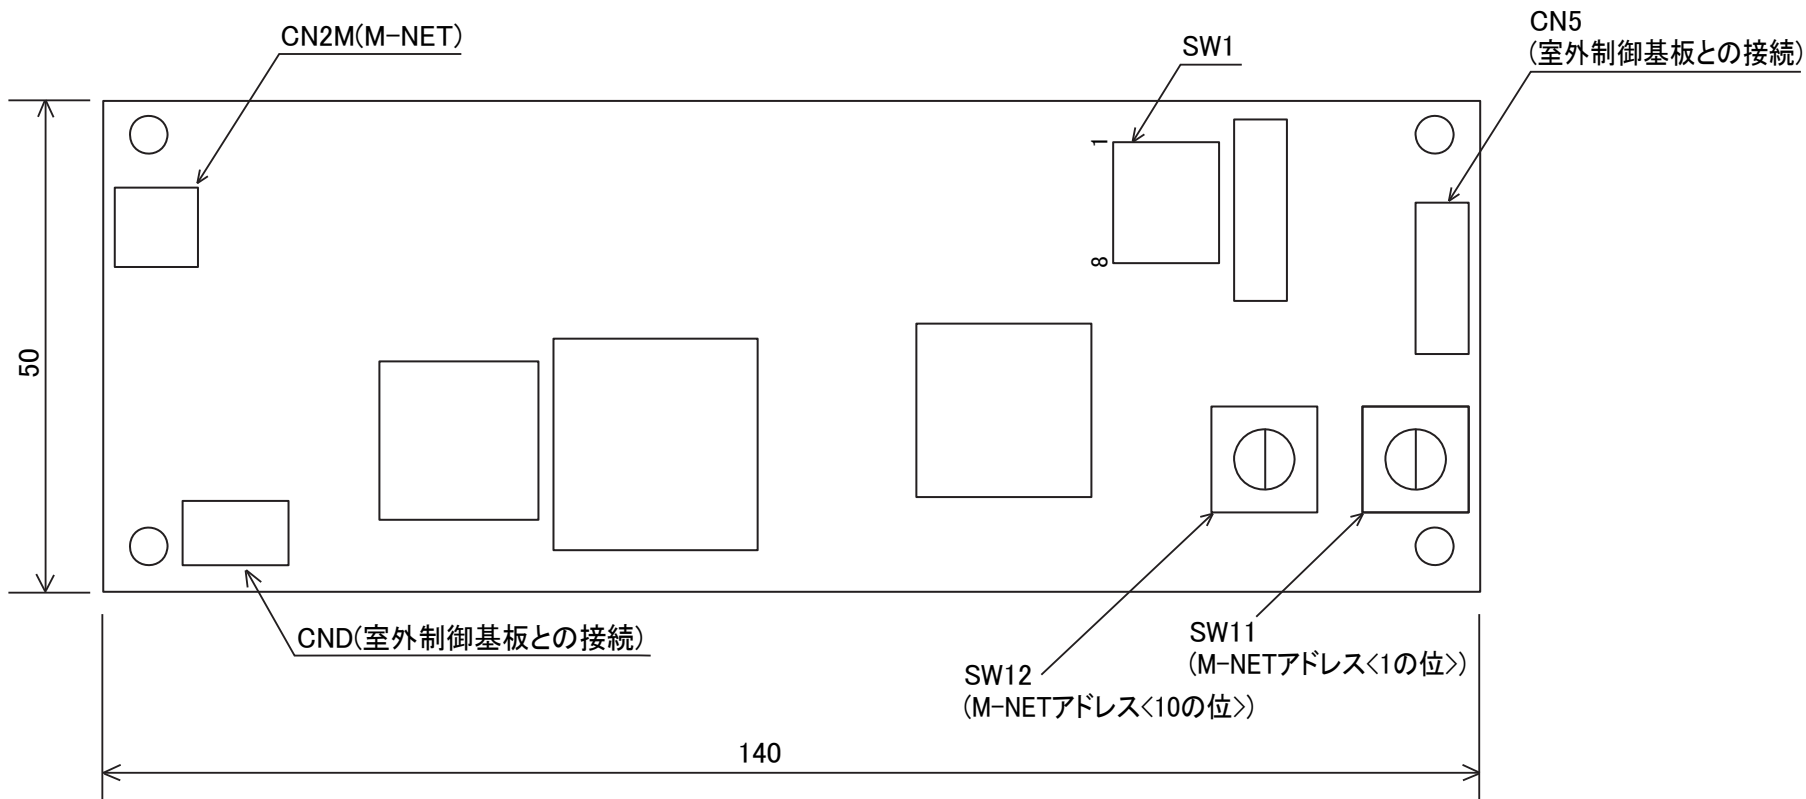 CN2M(M-NET)
SW1
CN5
(室外制御基板との接続)
1
8
50
CND(室外制御基板との接続)
SW11
(M-NETアドレス<1の位>)
SW12
(M-NETアドレス<10の位>)
140